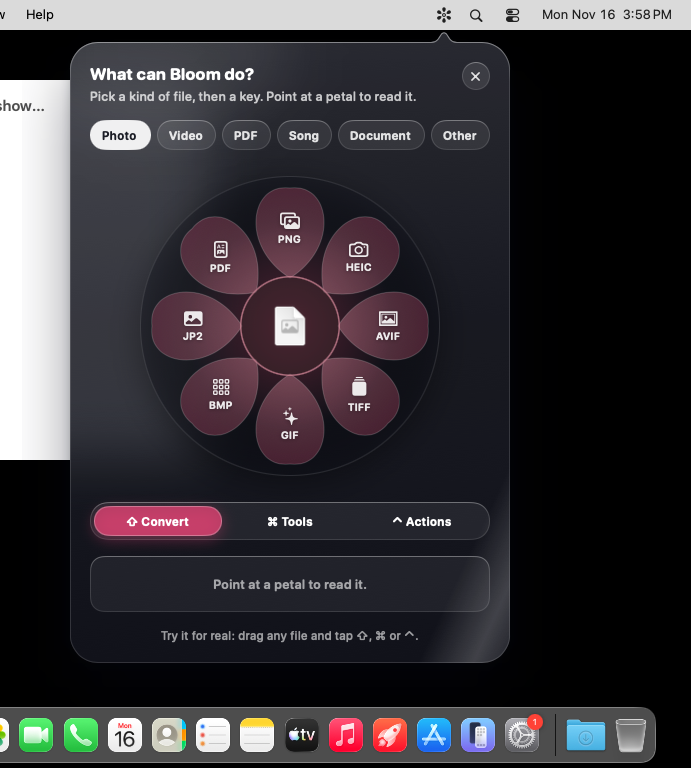 Help
Mon Nov 16 3:58 PM
show...
What can Bloom do?
Pick a kind of file, then a key. Point at a petal to read it.
Photo
Video
PDF
Song
Document
Other
PNG
PDF
HEIC
JP2
AVIF
BMP
TIFF
GIF
⇧ Convert
⌘ Tools
⌃ Actions
Point at a petal to read it.
Try it for real: drag any file and tap ⇧, ⌘ or ⌃.
Mon
16
tv
1